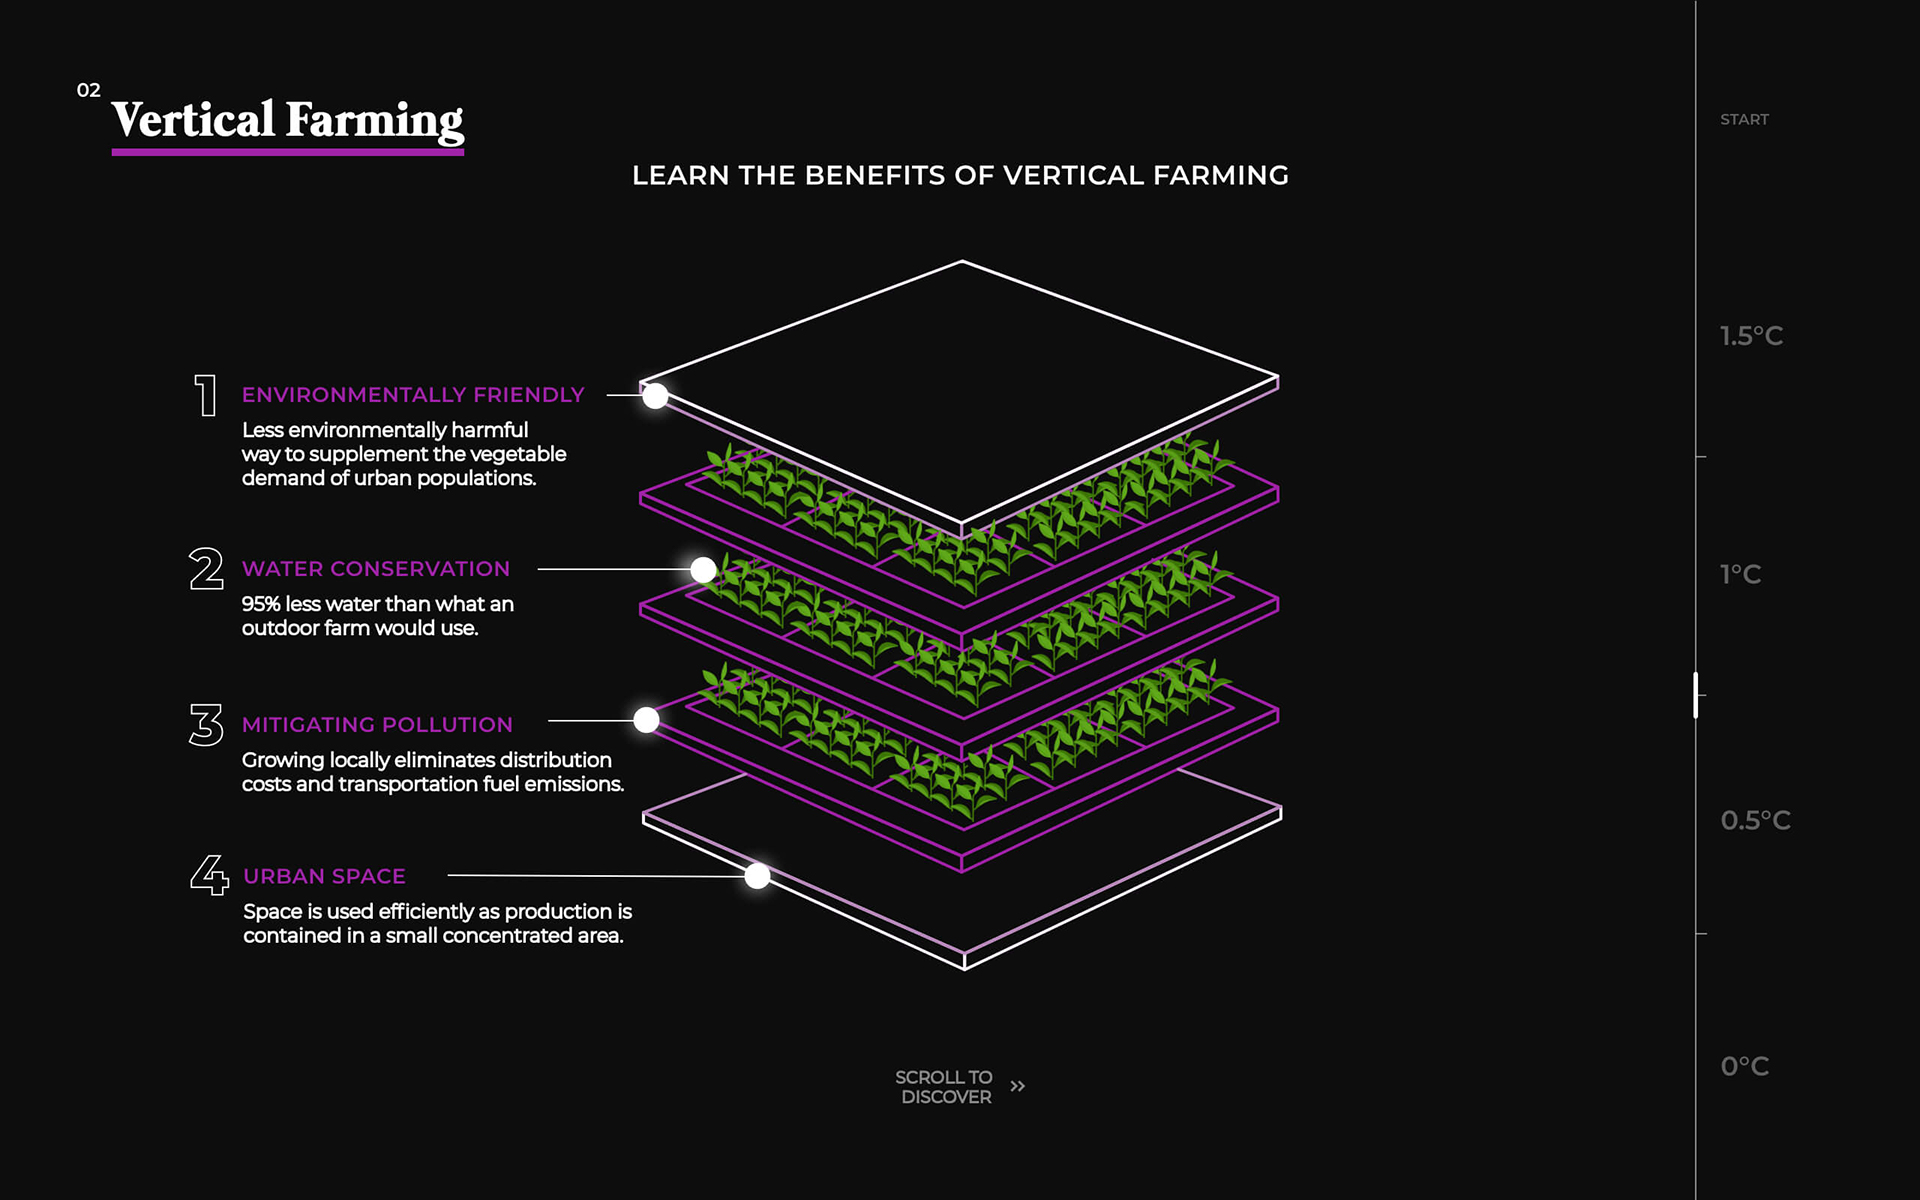 02
Vertical Farming
LEARN THE BENEFITS OF VERTICAL FARMING
1
ENVIRONMENTALLY FRIENDLY
Less environmentally harmful
way to supplement the vegetable
demand of urban populations.
2
WATER CONSERVATION
95% less water than what an
outdoor farm would use.
3
MITIGATING POLLUTION
Growing locally eliminates distribution
costs and transportation fuel emissions.
4
URBAN SPACE
Space is used efficiently as production is
contained in a small concentrated area.
SCROLL TO
DISCOVER »
START
1.5°C
1°C
0.5°C
0°C